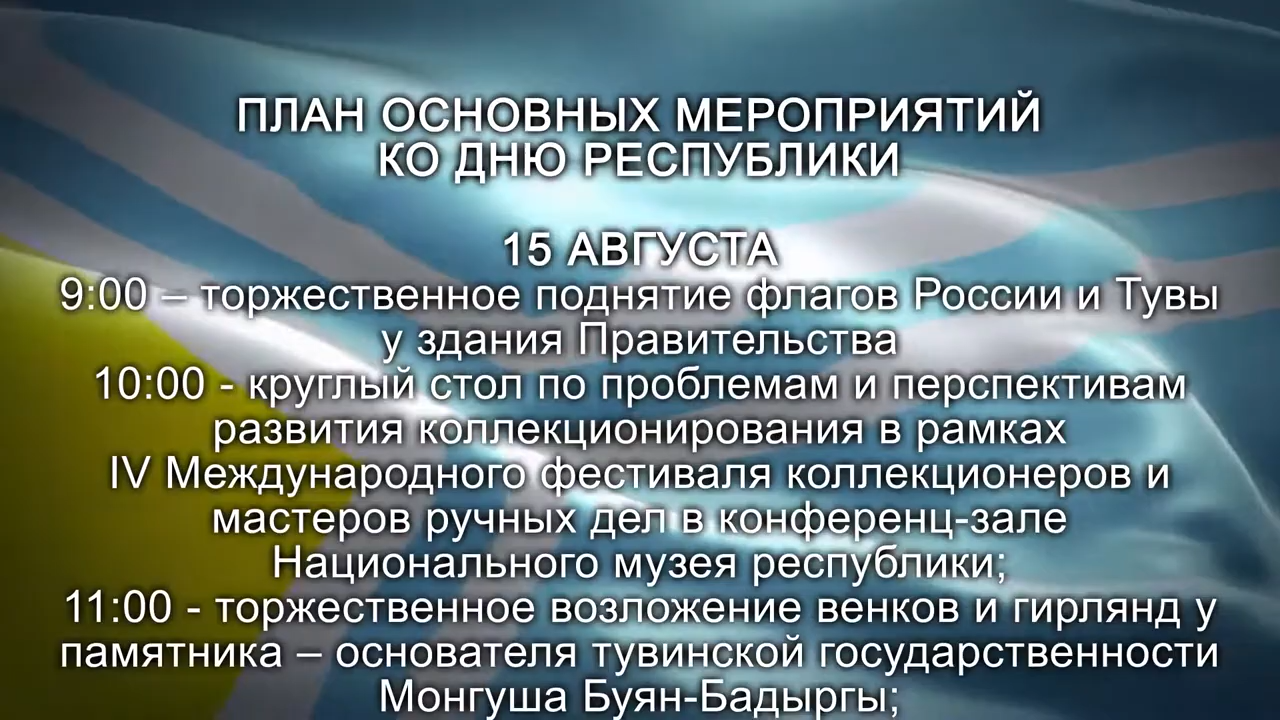 ПЛАН ОСНОВНЫХ МЕРОПРИЯТИЙ
КО ДНЮ РЕСПУБЛИКИ
15 АВГУСТА
9:00 – торжественное поднятие флагов России и Тувы
у здания Правительства
10:00 - круглый стол по проблемам и перспективам
развития коллекционирования в рамках
IV Международного фестиваля коллекционеров и
мастеров ручных дел в конференц-зале
Национального музея республики;
11:00 - торжественное возложение венков и гирлянд у
памятника – основателя тувинской государственности
Монгуша Буян-Бадыргы;